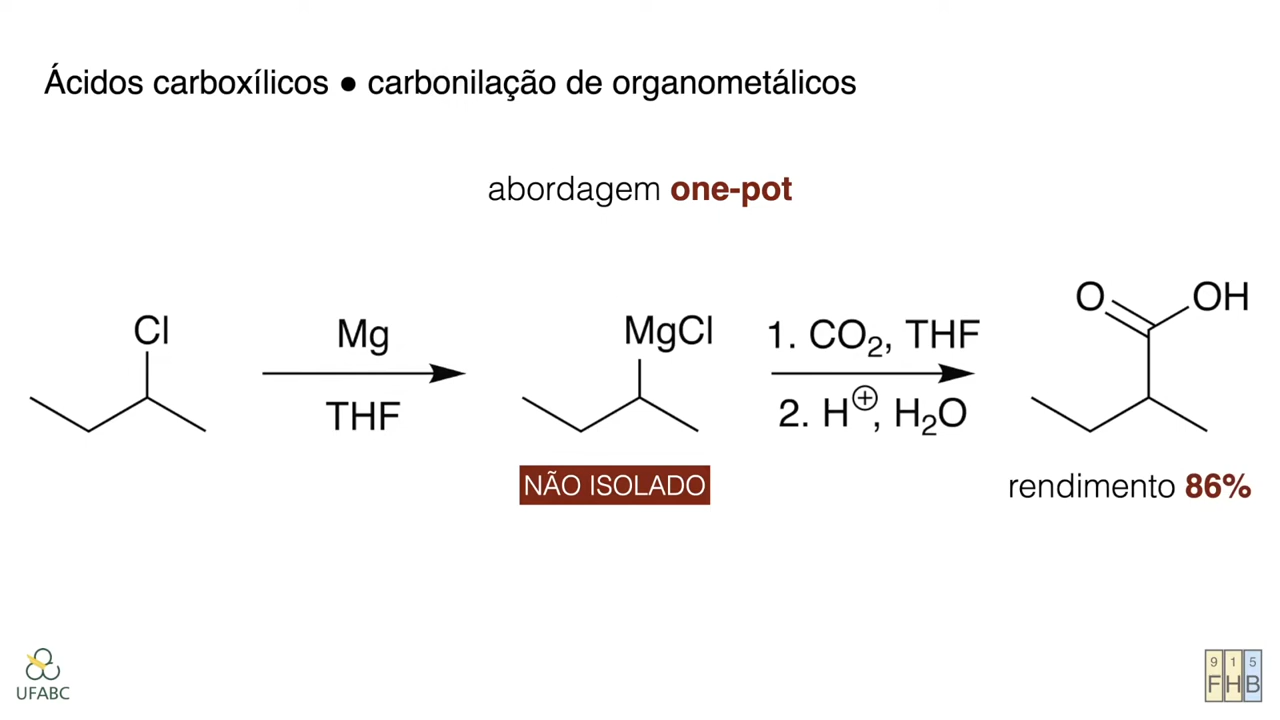 Ácidos carboxílicos ● carbonilação de organometálicos
abordagem one-pot
Cl
Mg
THF
MgCl
NÃO ISOLADO
1. CO₂, THF
2. H⊕, H₂O
O
OH
rendimento 86%
UFABC
9 1 5
F H B